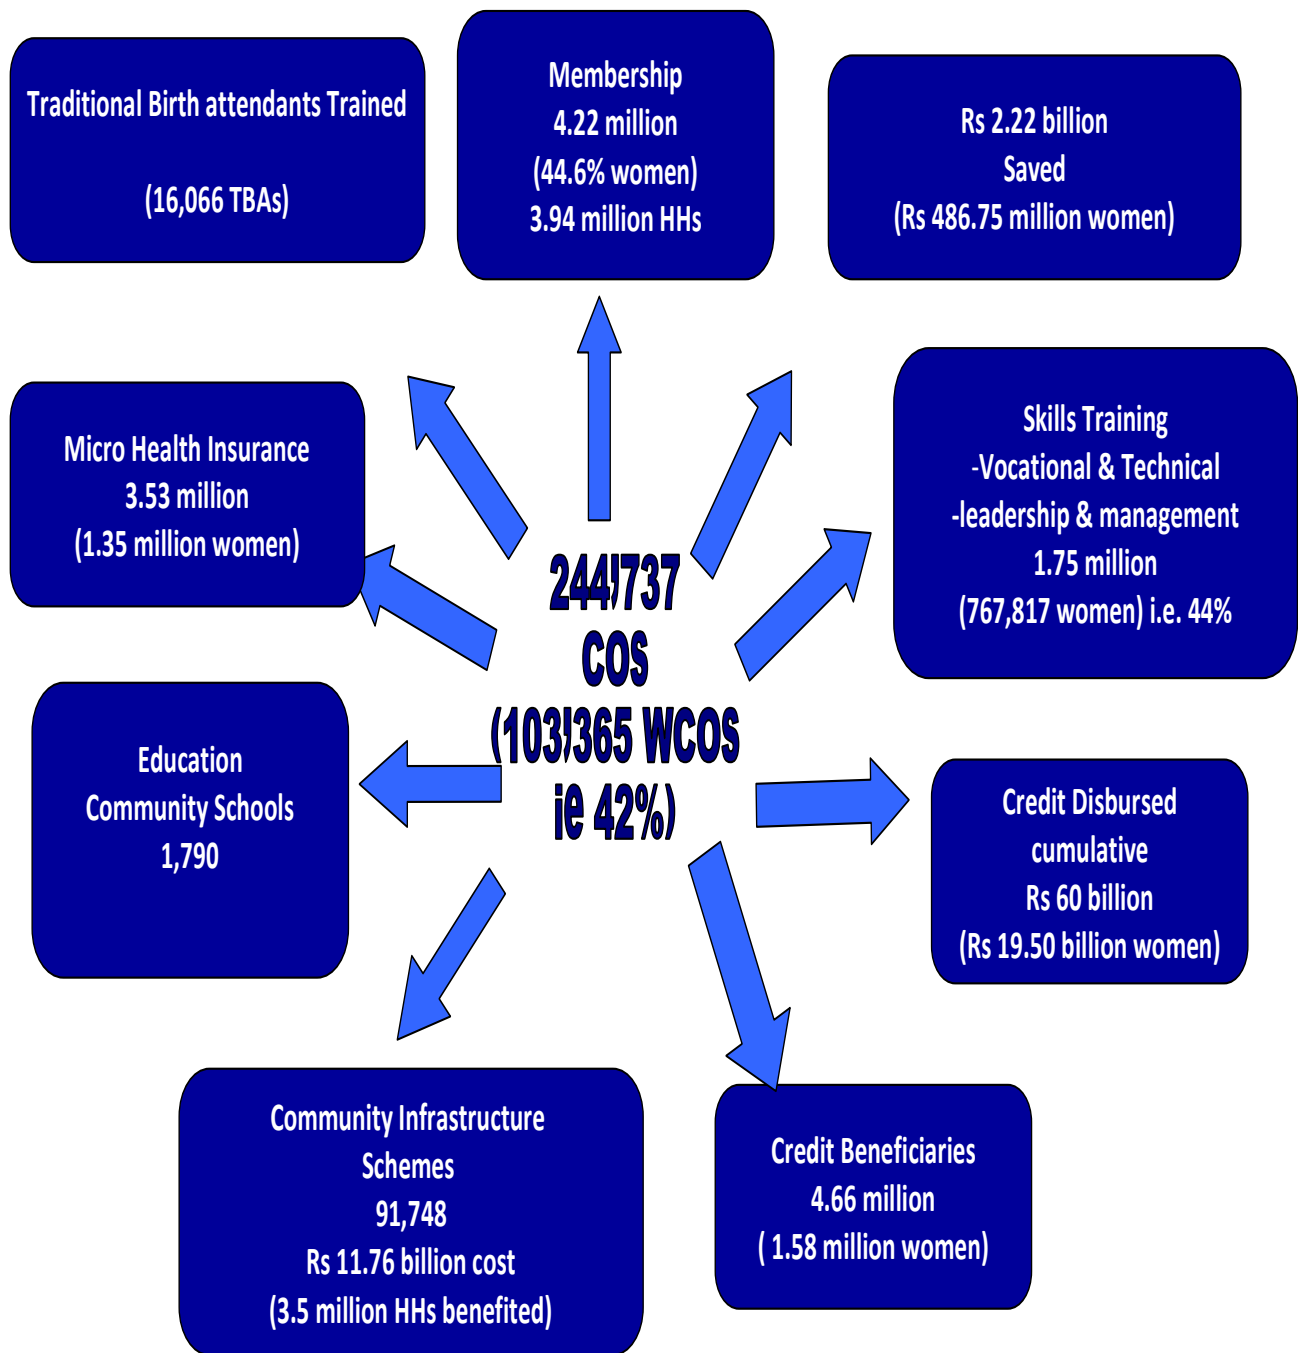 Traditional Birth attendants Trained
(16,066 TBAs)
Membership
4.22 million
(44.6% women)
3.94 million HHs
Rs 2.22 billion
Saved
(Rs 486.75 million women)
Micro Health Insurance
3.53 million
(1.35 million women)
Skills Training
-Vocational & Technical
-leadership & management
1.75 million
(767,817 women) i.e. 44%
244,737
COS
(103,365 WCOS
ie 42%)
Education
Community Schools
1,790
Credit Disbursed
cumulative
Rs 60 billion
(Rs 19.50 billion women)
Community Infrastructure
Schemes
91,748
Rs 11.76 billion cost
(3.5 million HHs benefited)
Credit Beneficiaries
4.66 million
( 1.58 million women)